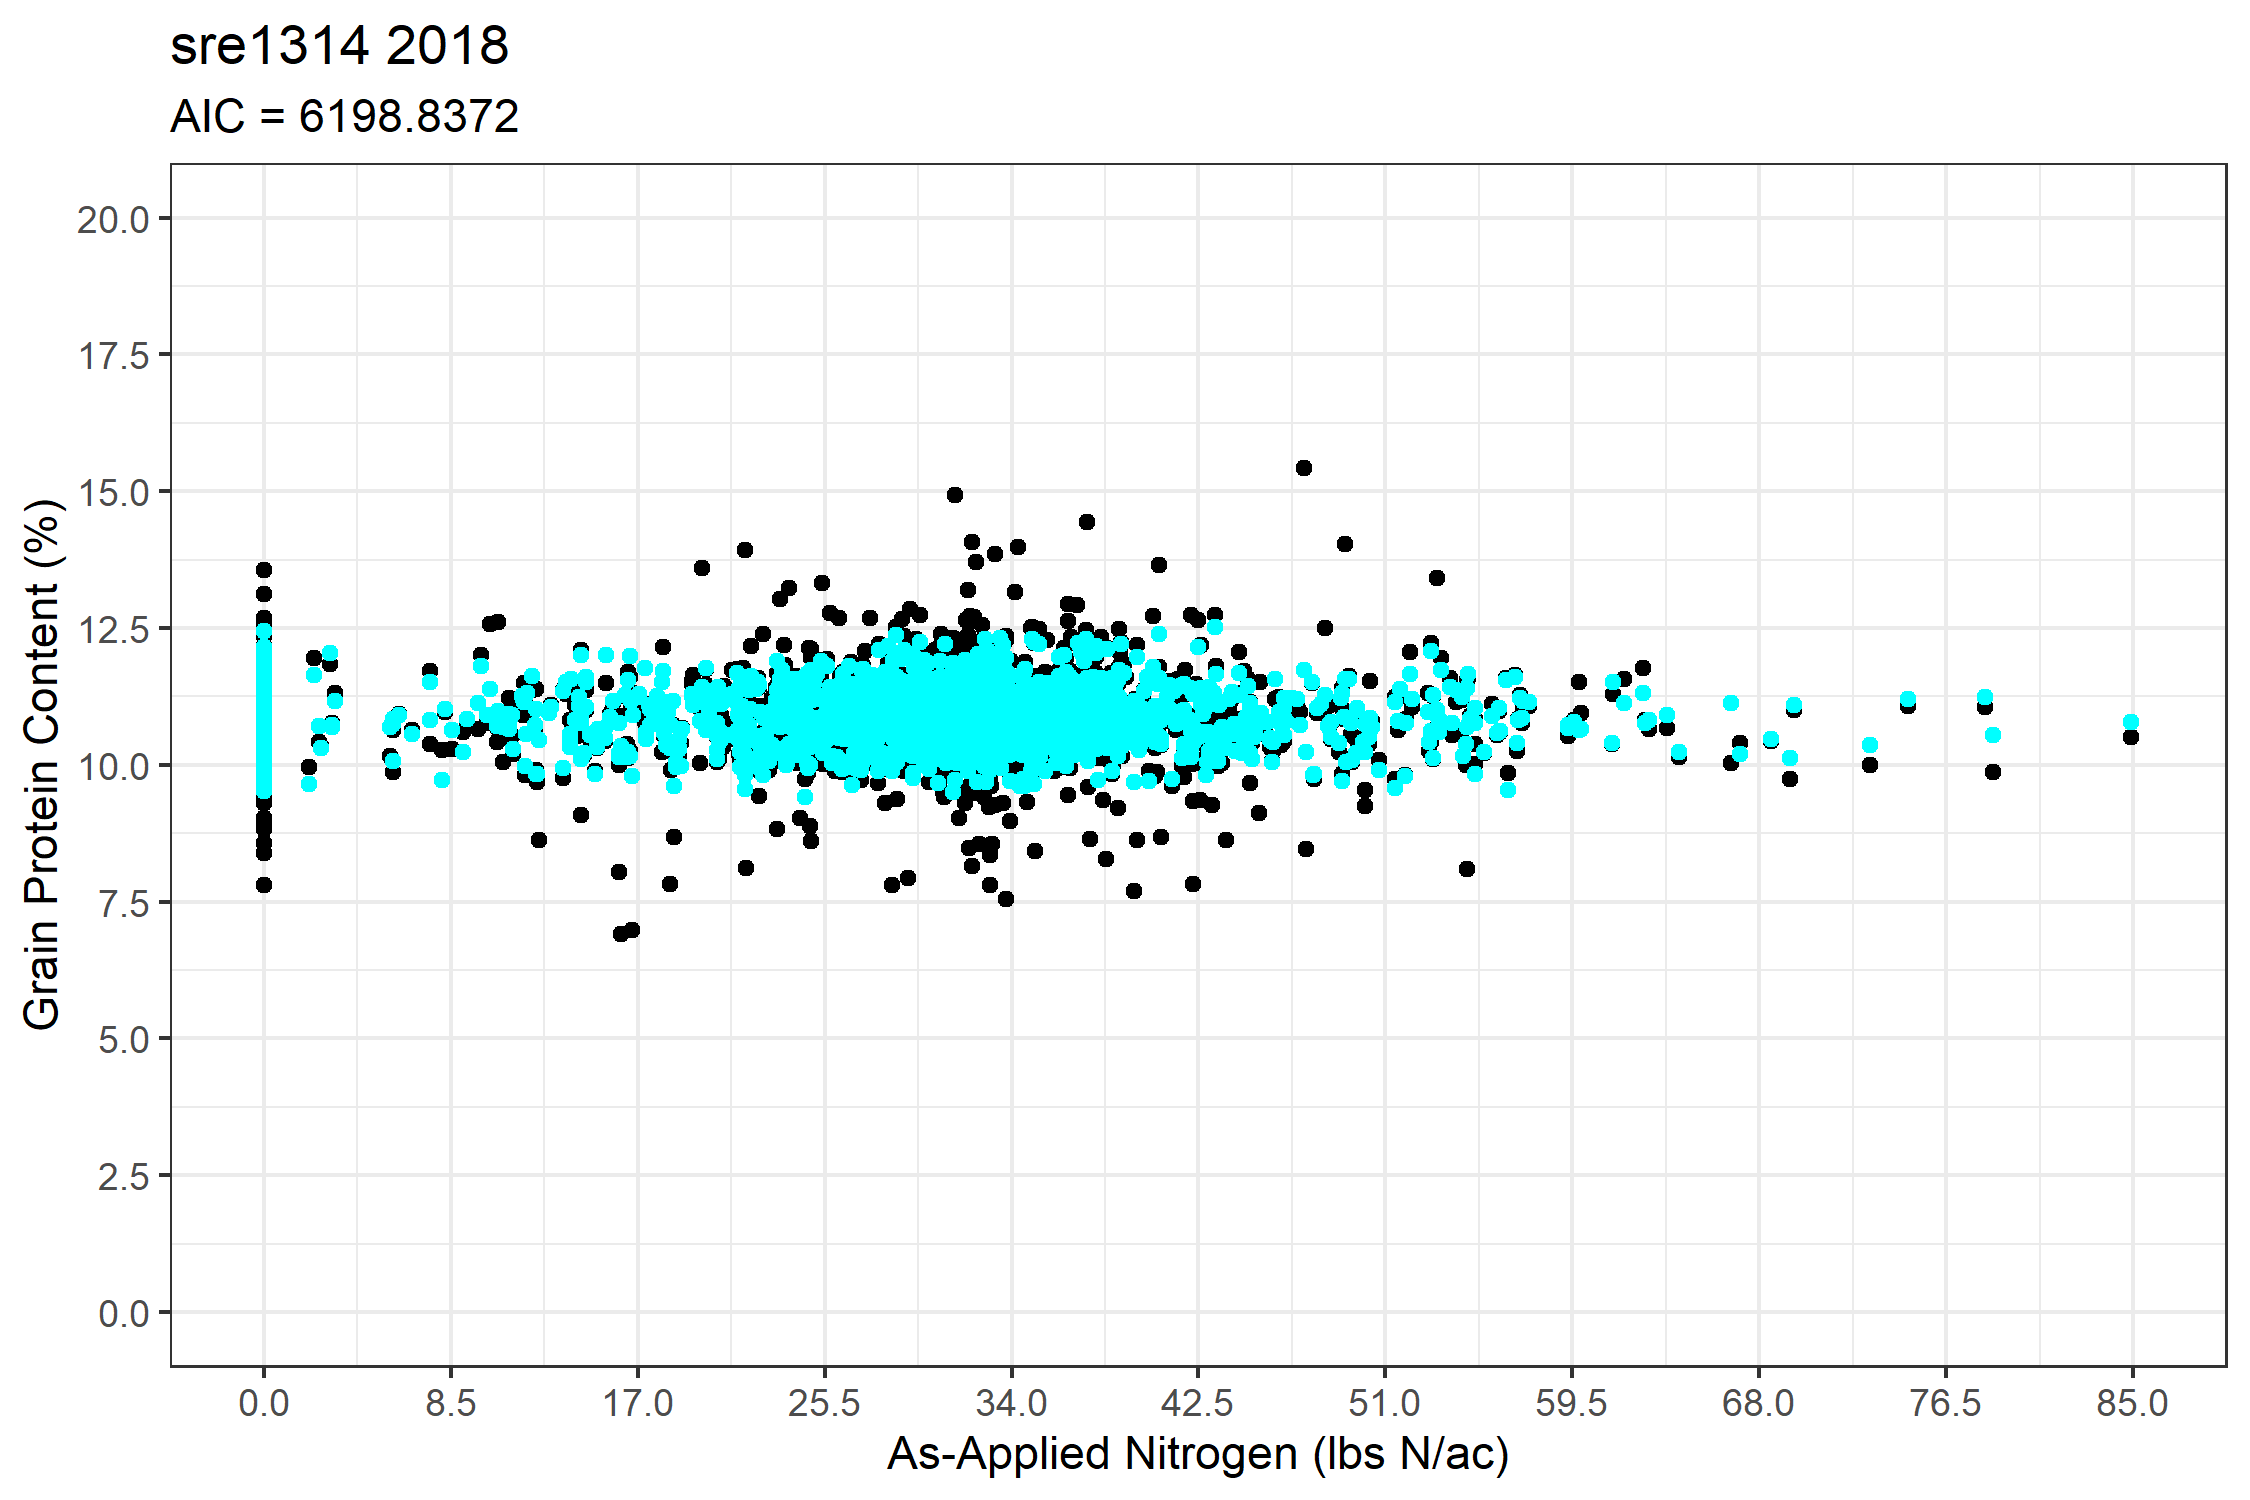 sre1314 2018
AIC = 6198.8372
Grain Protein Content (%)
20.0
17.5
15.0
12.5
10.0
7.5
5.0
2.5
0.0
0.0 8.5 17.0 25.5 34.0 42.5 51.0 59.5 68.0 76.5 85.0
As-Applied Nitrogen (lbs N/ac)